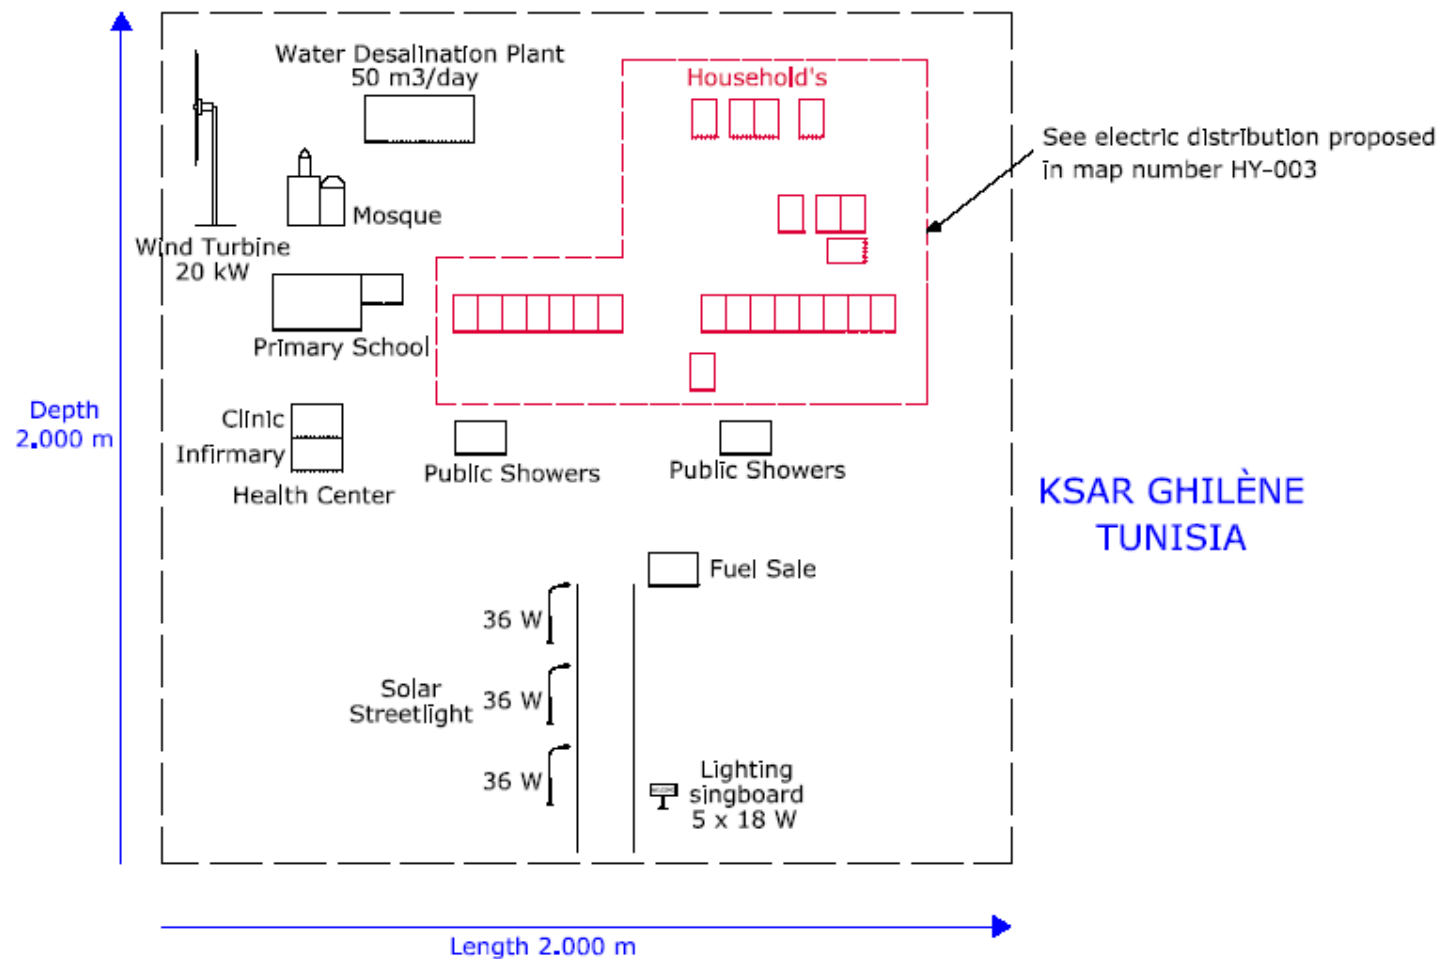 Water Desalination Plant
50 m3/day
Household's
See electric distribution proposed
in map number HY-003
Mosque
Wind Turbine
20 kW
Primary School
Depth
2.000 m
Clinic
Infirmary
Health Center
Public Showers
Public Showers
KSAR GHILÈNE
TUNISIA
Fuel Sale
36 W
Solar
Streetlight
36 W
36 W
Lighting
singboard
5 x 18 W
Length 2.000 m